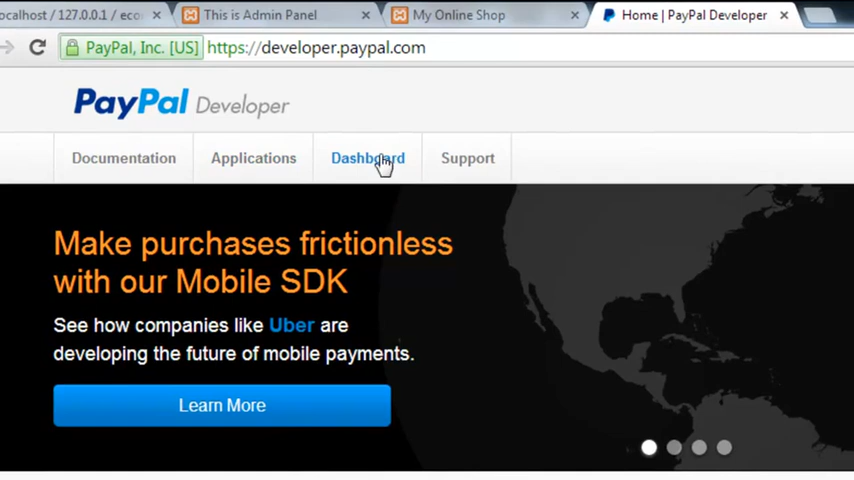 localhost / 127.0.0.1 / eco
This is Admin Panel
My Online Shop
Home | PayPal Developer
PayPal, Inc. [US]
https://developer.paypal.com
PayPal Developer
Documentation
Applications
Dashboard
Support
Make purchases frictionless
with our Mobile SDK
See how companies like Uber are
developing the future of mobile payments.
Learn More